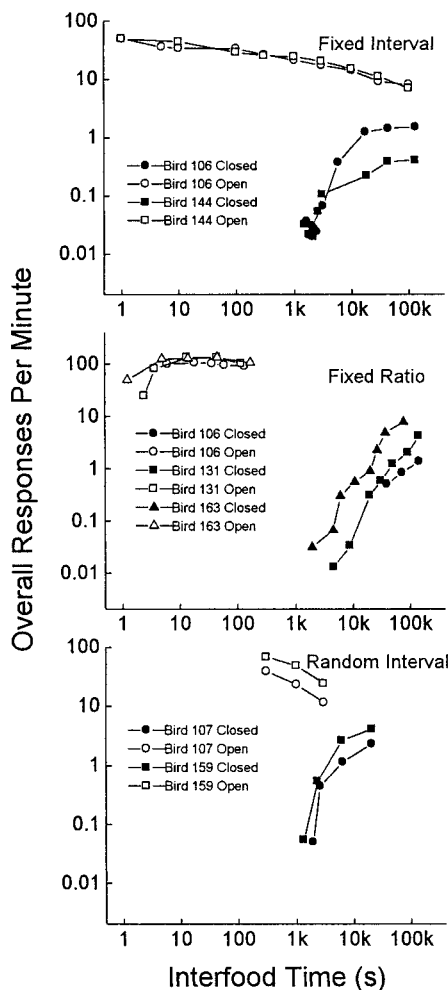 Overall Responses Per Minute
Fixed Interval
100
10
1
0.1
0.01
Bird 106 Closed
Bird 106 Open
Bird 144 Closed
Bird 144 Open
1 10 100 1k 10k 100k
Fixed Ratio
100
10
1
0.1
0.01
Bird 106 Closed
Bird 106 Open
Bird 131 Closed
Bird 131 Open
Bird 163 Closed
Bird 163 Open
1 10 100 1k 10k 100k
Random Interval
100
10
1
0.1
0.01
Bird 107 Closed
Bird 107 Open
Bird 159 Closed
Bird 159 Open
1 10 100 1k 10k 100k
Interfood Time (s)